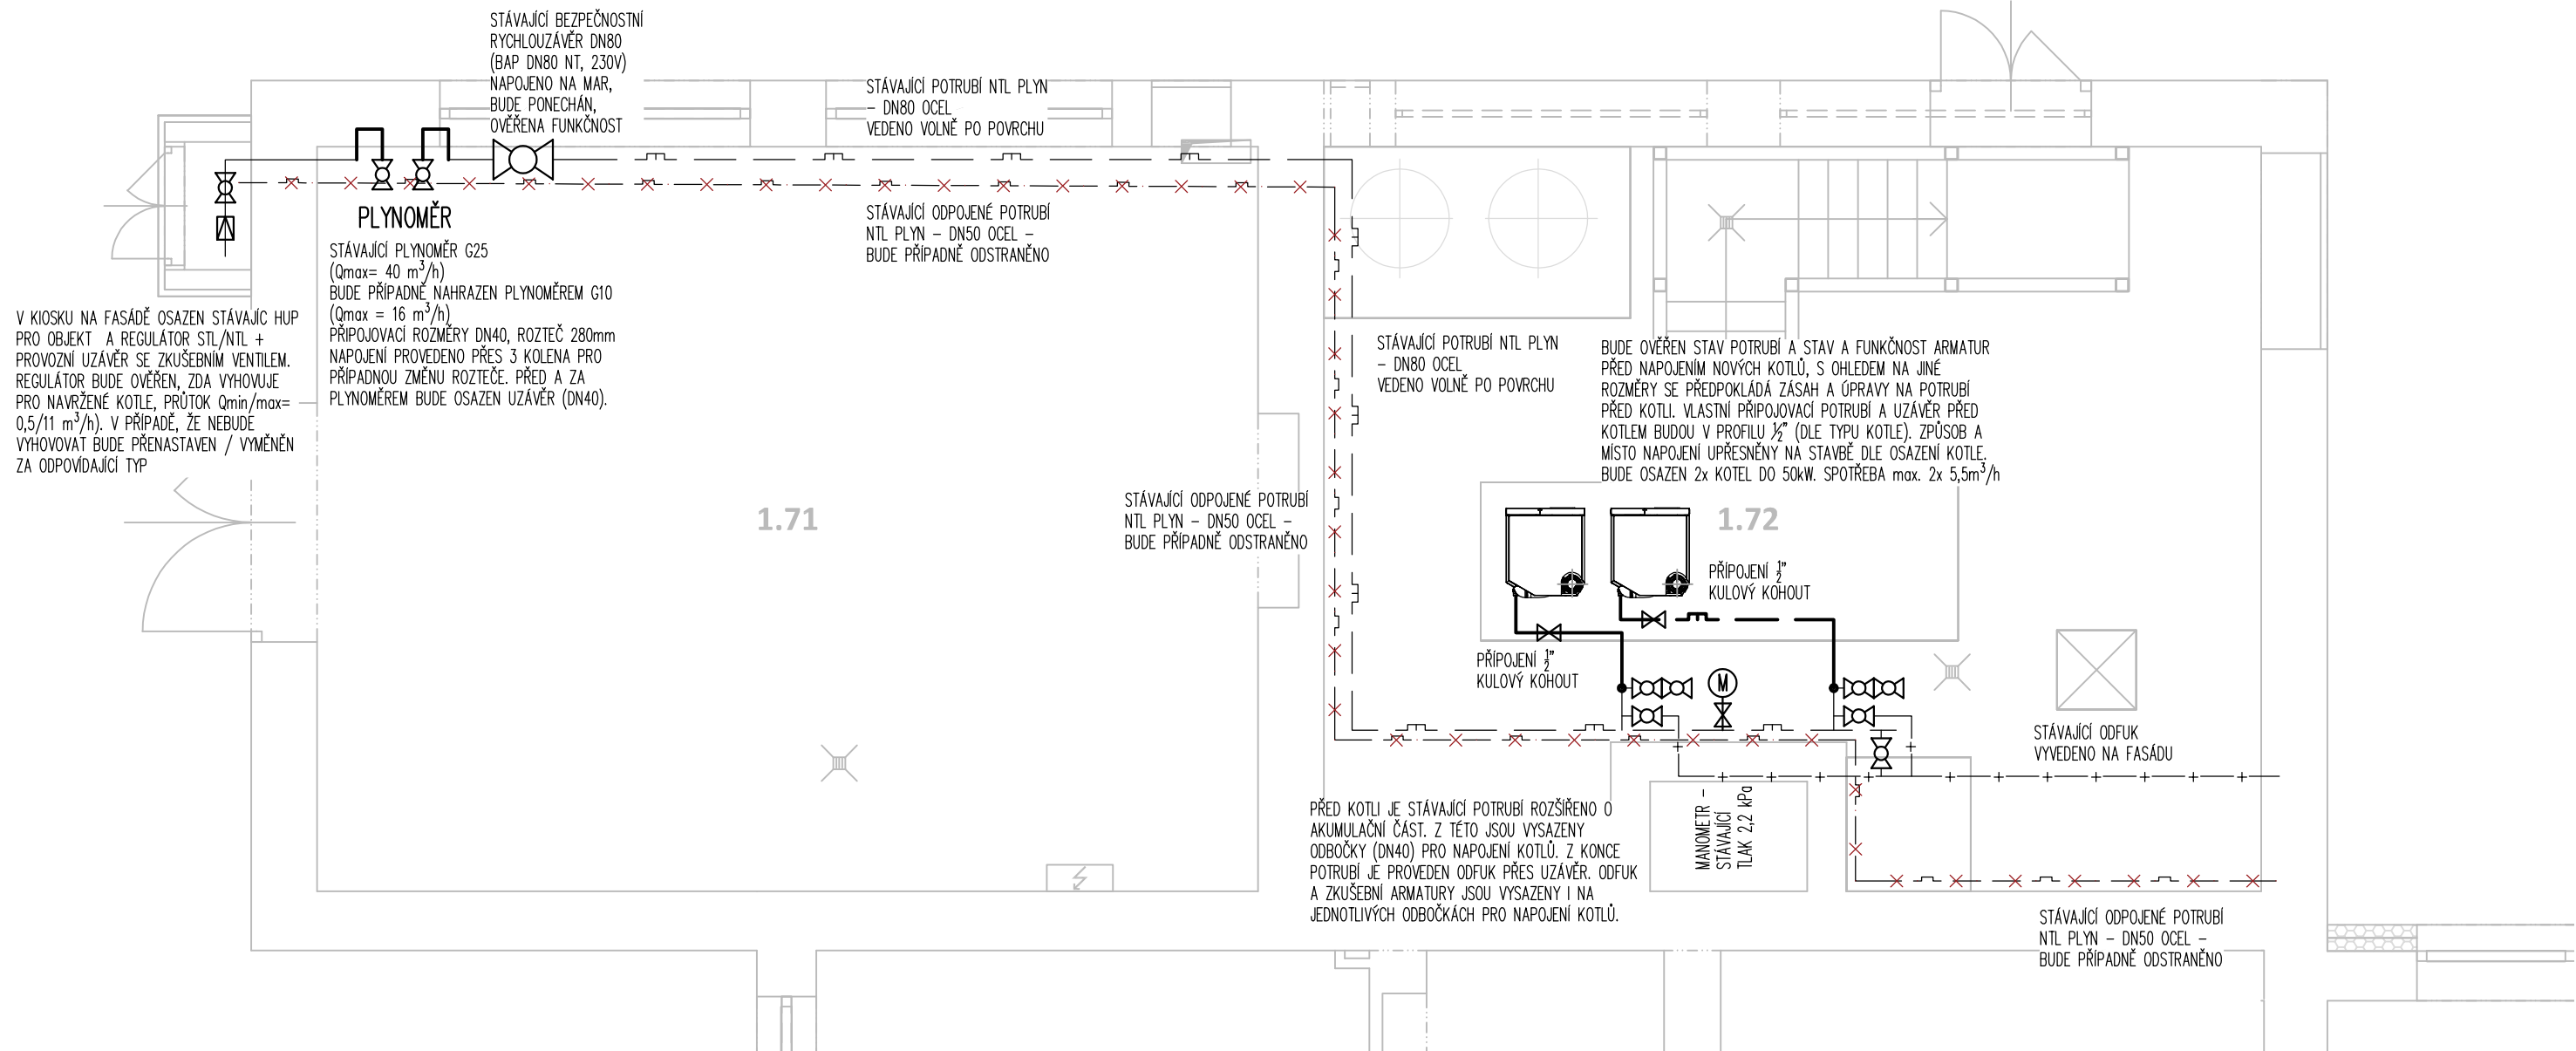 STÁVAJÍCÍ BEZPEČNOSTNÍ
RYCHLOUZÁVĚR DN80
(BAP DN80 NT, 230V)
NAPOJENO NA MAR,
BUDE PONECHÁN,
OVĚŘENA FUNKČNOST
STÁVAJÍCÍ POTRUBÍ NTL PLYN
– DN80 OCEL
VEDENO VOLNĚ PO POVRCHU
PLYNOMĚR
STÁVAJÍCÍ PLYNOMĚR G25
(Qmax= 40 m³/h)
BUDE PŘÍPADNĚ NAHRAZEN PLYNOMĚREM G10
(Qmax = 16 m³/h)
PŘIPOJOVACÍ ROZMĚRY DN40, ROZTEČ 280mm
NAPOJENÍ PROVEDENO PŘES 3 KOLENA PRO
PŘÍPADNOU ZMĚNU ROZTEČE. PŘED A ZA
PLYNOMĚREM BUDE OSAZEN UZÁVĚR (DN40).
STÁVAJÍCÍ ODPOJENÉ POTRUBÍ
NTL PLYN – DN50 OCEL –
BUDE PŘÍPADNĚ ODSTRANĚNO
V KIOSKU NA FASÁDĚ OSAZEN STÁVAJÍC HUP
PRO OBJEKT A REGULÁTOR STL/NTL +
PROVOZNÍ UZÁVĚR SE ZKUŠEBNÍM VENTILEM.
REGULÁTOR BUDE OVĚŘEN, ZDA VYHOVUJE
PRO NAVRŽENÉ KOTLE, PRŮTOK Qmin/max=
0,5/11 m³/h). V PŘÍPADĚ, ŽE NEBUDE
VYHOVOVAT BUDE PŘENASTAVEN / VYMĚNĚN
ZA ODPOVÍDAJÍCÍ TYP
STÁVAJÍCÍ POTRUBÍ NTL PLYN
– DN80 OCEL
VEDENO VOLNĚ PO POVRCHU
BUDE OVĚŘEN STAV POTRUBÍ A STAV A FUNKČNOST ARMATUR
PŘED NAPOJENÍM NOVÝCH KOTLŮ, S OHLEDEM NA JINÉ
ROZMĚRY SE PŘEDPOKLÁDÁ ZÁSAH A ÚPRAVY NA POTRUBÍ
PŘED KOTLI. VLASTNÍ PŘIPOJOVACÍ POTRUBÍ A UZÁVĚR PŘED
KOTLEM BUDOU V PROFILU ½" (DLE TYPU KOTLE). ZPŮSOB A
MÍSTO NAPOJENÍ UPŘESNĚNY NA STAVBĚ DLE OSAZENÍ KOTLE.
BUDE OSAZEN 2x KOTEL DO 50kW. SPOTŘEBA max. 2x 5,5m³/h
1.71
STÁVAJÍCÍ ODPOJENÉ POTRUBÍ
NTL PLYN – DN50 OCEL –
BUDE PŘÍPADNĚ ODSTRANĚNO
1.72
PŘÍPOJENÍ ½"
KULOVÝ KOHOUT
PŘÍPOJENÍ ½"
KULOVÝ KOHOUT
M
STÁVAJÍCÍ ODFUK
VYVEDENO NA FASÁDU
MANOMETR –
STÁVAJÍCÍ
TLAK 2,2 kPa
PŘED KOTLI JE STÁVAJÍCÍ POTRUBÍ ROZŠÍŘENO O
AKUMULAČNÍ ČÁST. Z TÉTO JSOU VYSAZENY
ODBOČKY (DN40) PRO NAPOJENÍ KOTLŮ. Z KONCE
POTRUBÍ JE PROVEDEN ODFUK PŘES UZÁVĚR. ODFUK
A ZKUŠEBNÍ ARMATURY JSOU VYSAZENY I NA
JEDNOTLIVÝCH ODBOČKÁCH PRO NAPOJENÍ KOTLŮ.
STÁVAJÍCÍ ODPOJENÉ POTRUBÍ
NTL PLYN – DN50 OCEL –
BUDE PŘÍPADNĚ ODSTRANĚNO